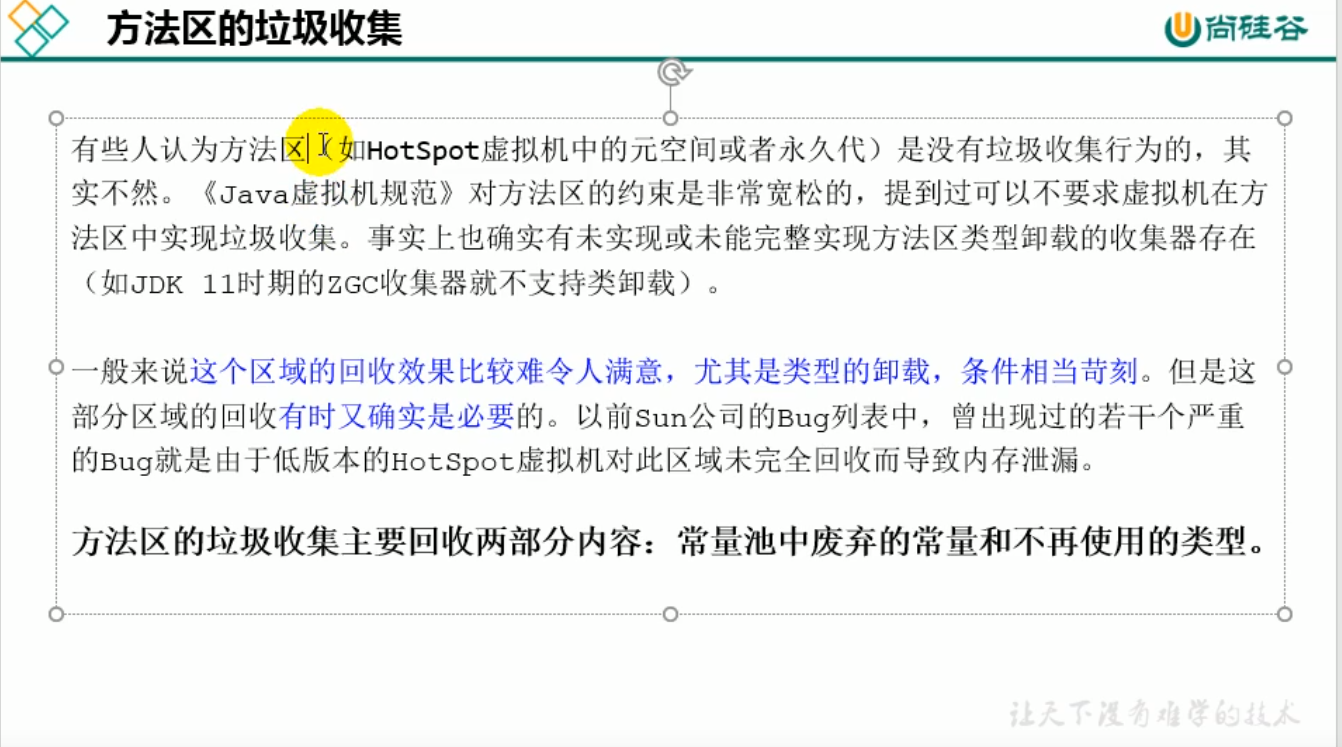 方法区的垃圾收集
尚硅谷
有些人认为方法区（如HotSpot虚拟机中的元空间或者永久代）是没有垃圾收集行为的，其
实不然。《Java虚拟机规范》对方法区的约束是非常宽松的，提到过可以不要求虚拟机在方
法区中实现垃圾收集。事实上也确实有未实现或未能完整实现方法区类型卸载的收集器存在
（如JDK 11时期的ZGC收集器就不支持类卸载）。
一般来说这个区域的回收效果比较难令人满意，尤其是类型的卸载，条件相当苛刻。但是这
部分区域的回收有时又确实是必要的。以前Sun公司的Bug列表中，曾出现过的若干个严重
的Bug就是由于低版本的HotSpot虚拟机对此区域未完全回收而导致内存泄漏。
方法区的垃圾收集主要回收两部分内容：常量池中废弃的常量和不再使用的类型。
让天下没有难学的技术